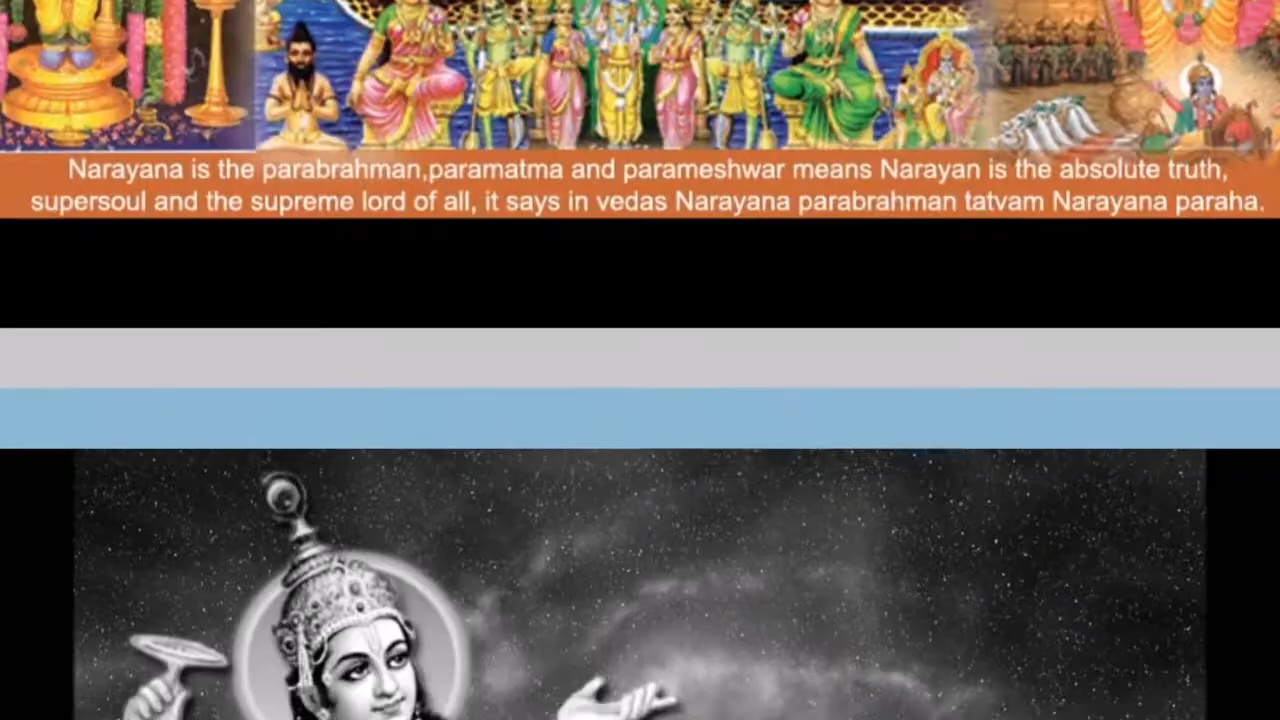 Narayana is the parabrahman,paramatma and parameshwar means Narayan is the absolute truth,
supersoul and the supreme lord of all, it says in vedas Narayana parabrahman tatvam Narayana paraha.